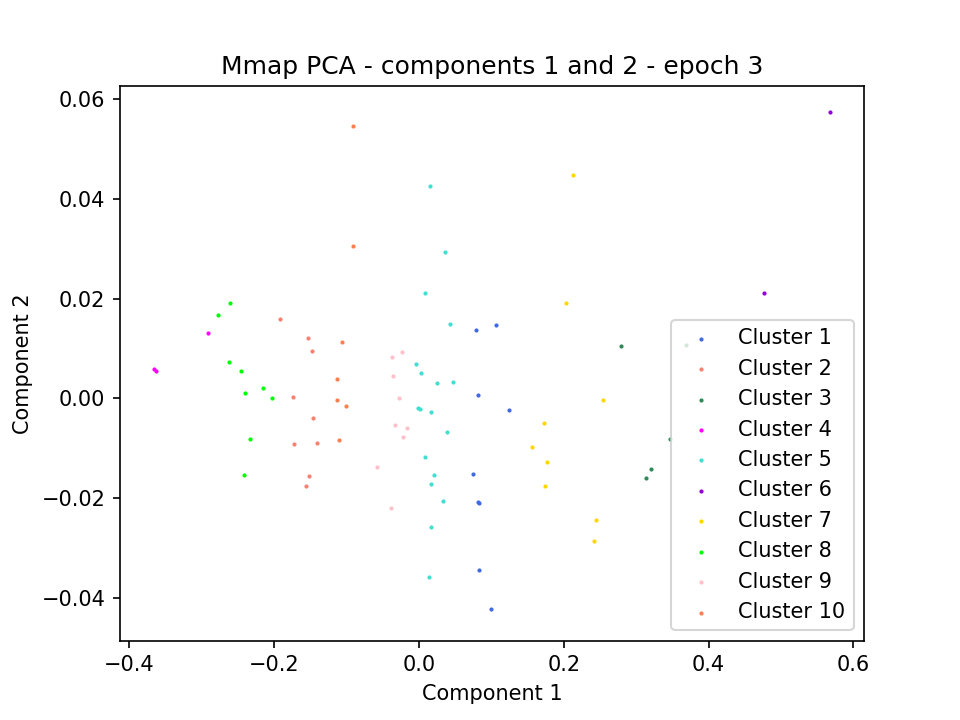 Mmap PCA - components 1 and 2 - epoch 3
0.06
0.04
0.02
0.00
−0.02
−0.04
Component 2
Cluster 1
Cluster 2
Cluster 3
Cluster 4
Cluster 5
Cluster 6
Cluster 7
Cluster 8
Cluster 9
Cluster 10
−0.4 −0.2 0.0 0.2 0.4 0.6
Component 1